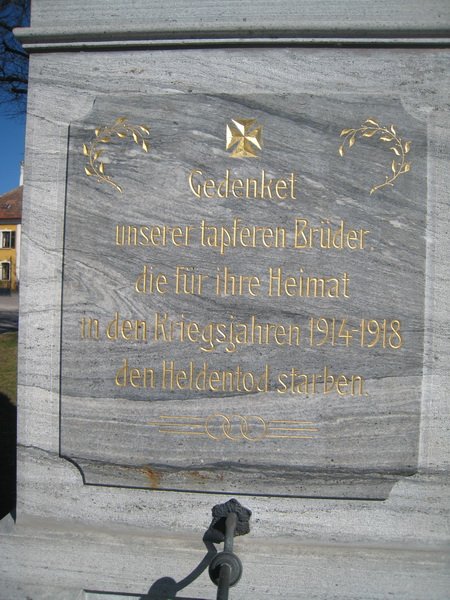 Gedenket
unserer tapferen Brüder,
die für ihre Heimat
in den Kriegsjahren 1914-1918
den Heldentod starben.